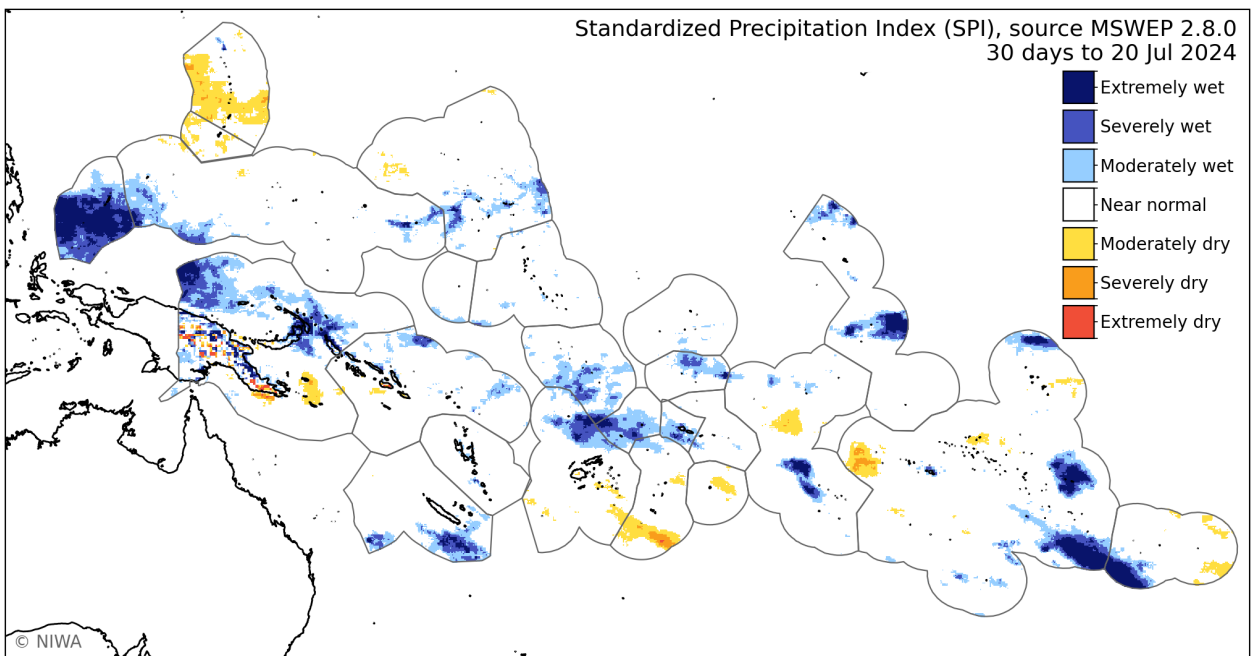 Standardized Precipitation Index (SPI), source MSWEP 2.8.0
30 days to 20 Jul 2024
Extremely wet
Severely wet
Moderately wet
Near normal
Moderately dry
Severely dry
Extremely dry
© NIWA